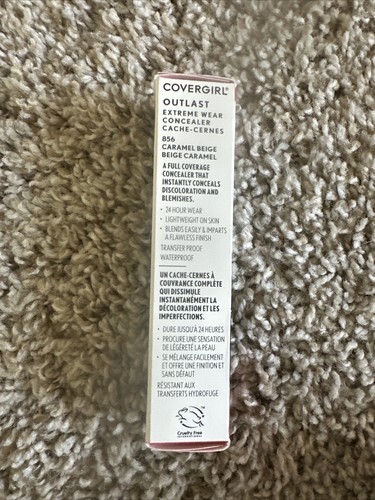 COVERGIRL®
OUTLAST
EXTREME WEAR
CONCEALER
CACHE-CERNES
856
CARAMEL BEIGE
BEIGE CARAMEL
A FULL COVERAGE
CONCEALER THAT
INSTANTLY CONCEALS
DISCOLORATION AND
BLEMISHES.
• 24 HOUR WEAR
• LIGHTWEIGHT ON SKIN
• BLENDS EASILY & IMPARTS
A FLAWLESS FINISH
TRANSFER PROOF
WATERPROOF
UN CACHE-CERNES À
COUVRANCE COMPLÈTE
QUI DISSIMULE
INSTANTANÉMENT LA
DÉCOLORATION ET LES
IMPERFECTIONS.
• DURE JUSQU'À 24 HEURES
• PROCURE UNE SENSATION
DE LÉGÈRETÉ LA PEAU
• SE MÉLANGE FACILEMENT
ET OFFRE UNE FINITION ET
SANS DÉFAUT
RÉSISTANT AUX
TRANSFERTS HYDROFUGE
Cruelty Free
INTERNATIONAL